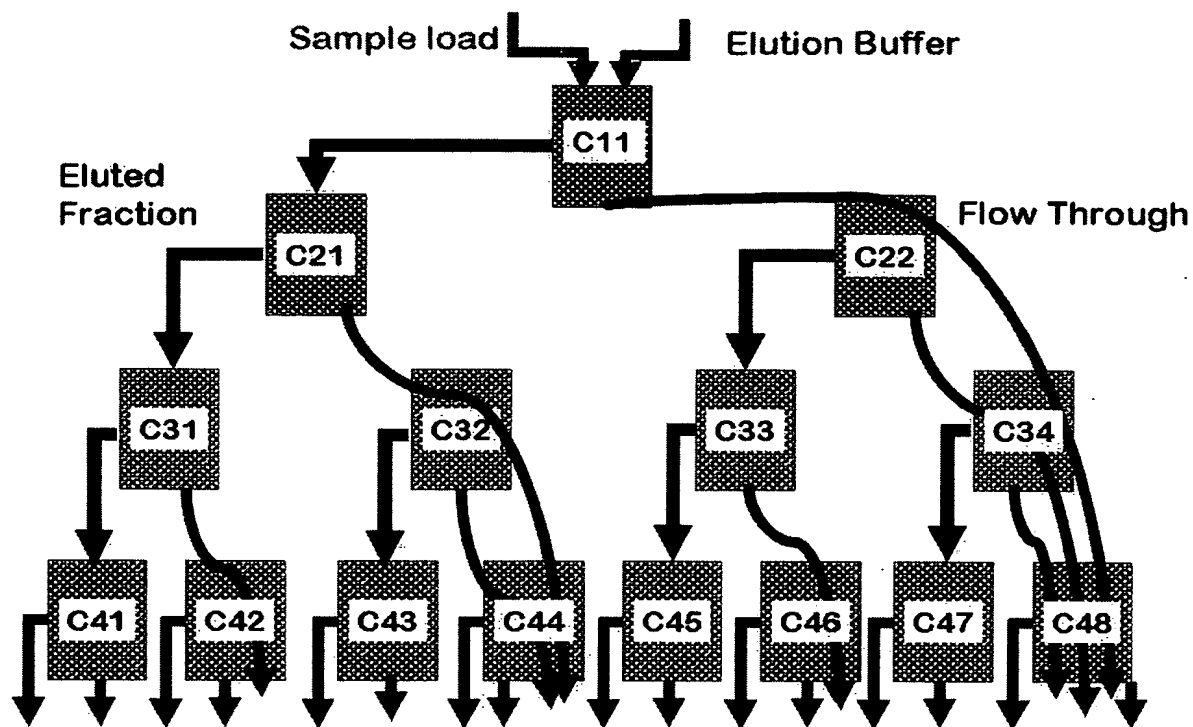 Sample load
Elution Buffer
C11
Eluted
Fraction
Flow Through
C21
C22
C31
C32
C33
C34
C41
C42
C43
C44
C45
C46
C47
C48